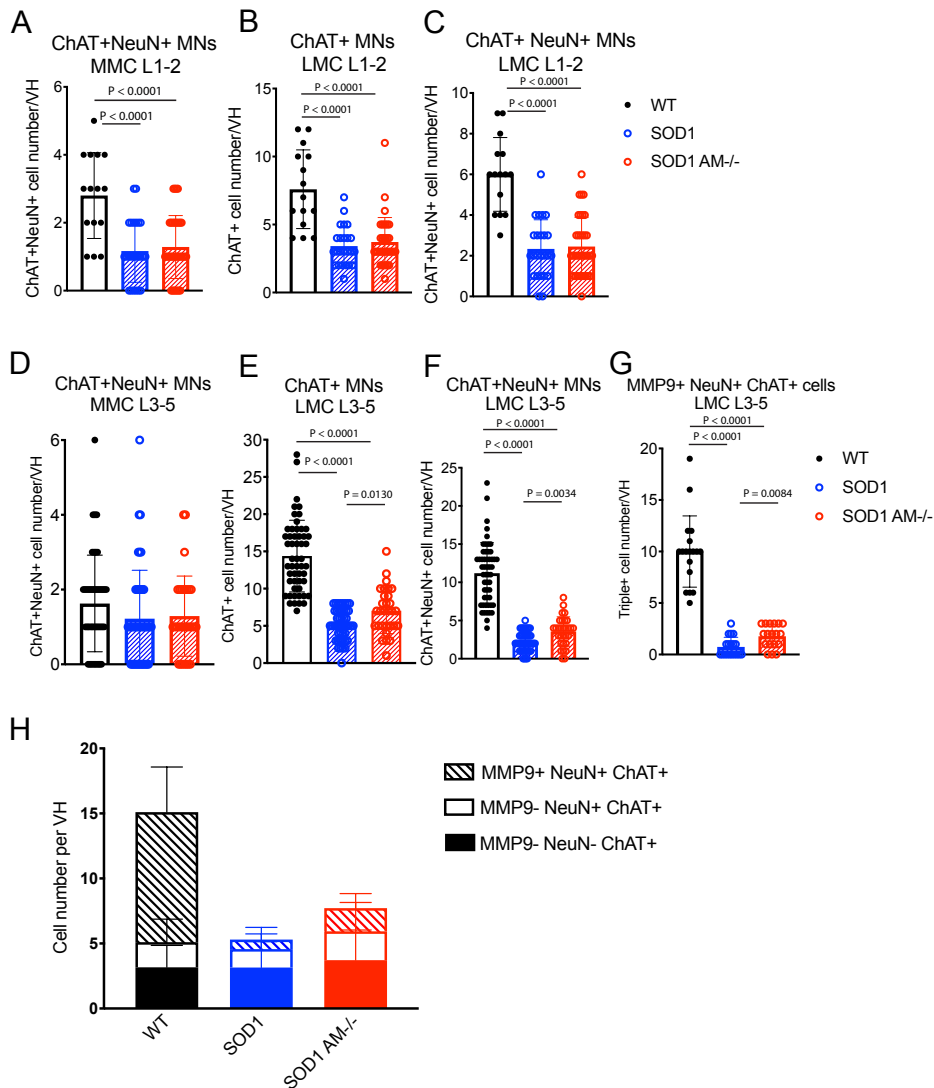 A
ChAT+NeuN+ MNs
MMC L1-2
P < 0.0001
P < 0.0001
ChAT+NeuN+ cell number/VH
6
4
2
0
B
ChAT+ MNs
LMC L1-2
P < 0.0001
P < 0.0001
ChAT+ cell number/VH
15
10
5
0
C
ChAT+ NeuN+ MNs
LMC L1-2
P < 0.0001
P < 0.0001
ChAT+NeuN+ cell number/VH
10
8
6
4
2
0
WT
SOD1
SOD1 AM-/-
D
ChAT+NeuN+ MNs
MMC L3-5
ChAT+NeuN+ cell number/VH
6
4
2
0
E
ChAT+ MNs
LMC L3-5
P < 0.0001
P < 0.0001
P = 0.0130
ChAT+ cell number/VH
30
25
20
15
10
5
0
F
ChAT+NeuN+ MNs
LMC L3-5
P < 0.0001
P < 0.0001
P = 0.0034
ChAT+NeuN+ cell number/VH
25
20
15
10
5
0
G
MMP9+ NeuN+ ChAT+ cells
LMC L3-5
P < 0.0001
P < 0.0001
P = 0.0084
Triple+ cell number/VH
20
15
10
5
0
WT
SOD1
SOD1 AM-/-
H
Cell number per VH
20
15
10
5
0
WT
SOD1
SOD1 AM-/-
MMP9+ NeuN+ ChAT+
MMP9- NeuN+ ChAT+
MMP9- NeuN- ChAT+